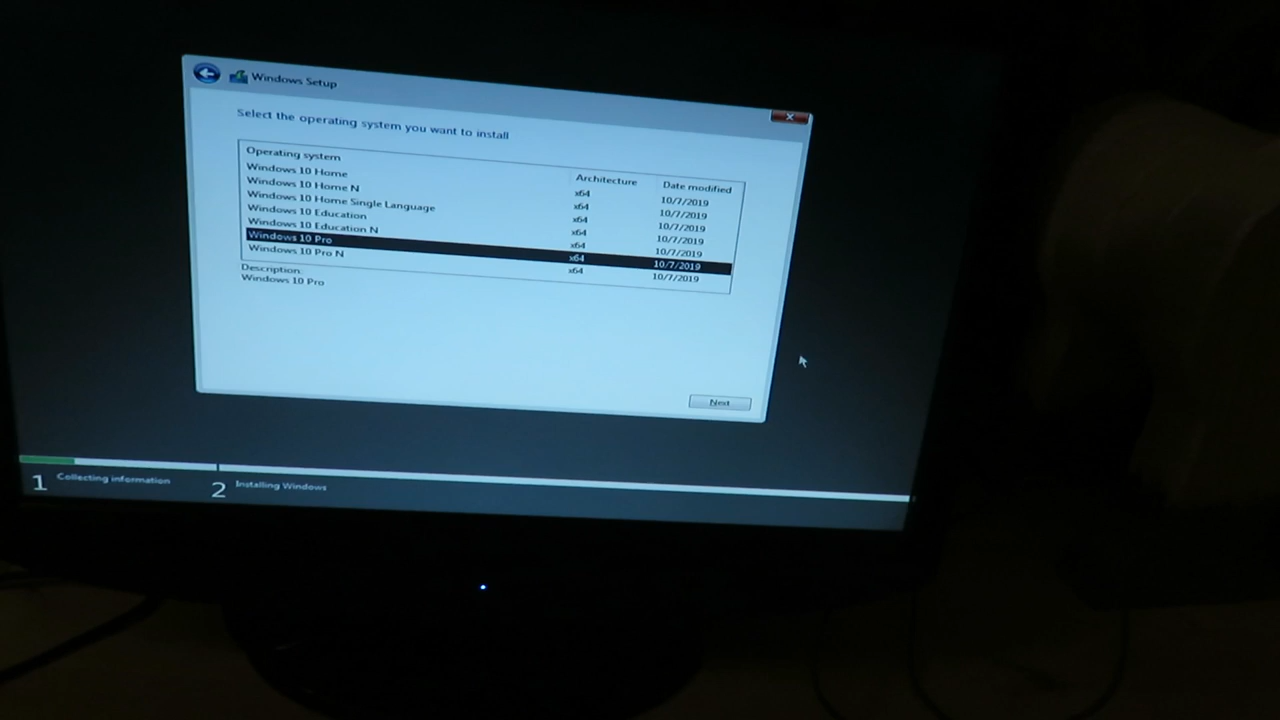 Windows Setup
Select the operating system you want to install
Operating system Architecture Date modified
Windows 10 Home x64 10/7/2019
Windows 10 Home N x64 10/7/2019
Windows 10 Home Single Language x64 10/7/2019
Windows 10 Education x64 10/7/2019
Windows 10 Education N x64 10/7/2019
Windows 10 Pro x64 10/7/2019
Windows 10 Pro N x64 10/7/2019
Description:
Windows 10 Pro
Next
1 Collecting information 2 Installing Windows